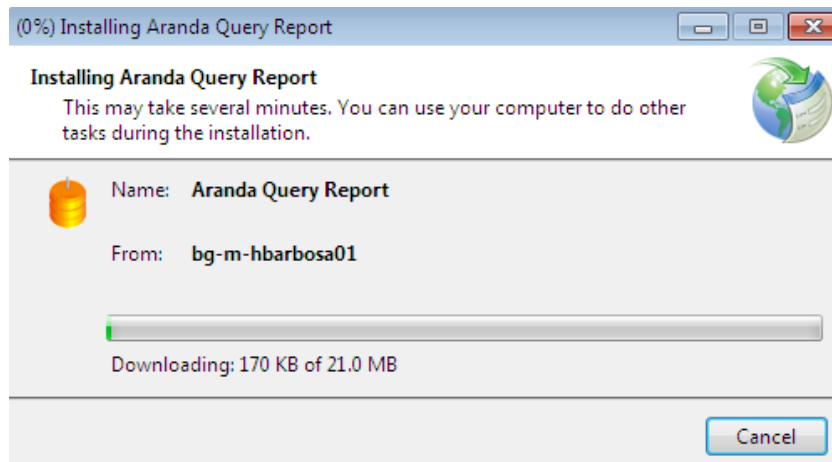 (0%) Installing Aranda Query Report
Installing Aranda Query Report
This may take several minutes. You can use your computer to do other
tasks during the installation.
Name: Aranda Query Report
From: bg-m-hbarbosa01
Downloading: 170 KB of 21.0 MB
Cancel